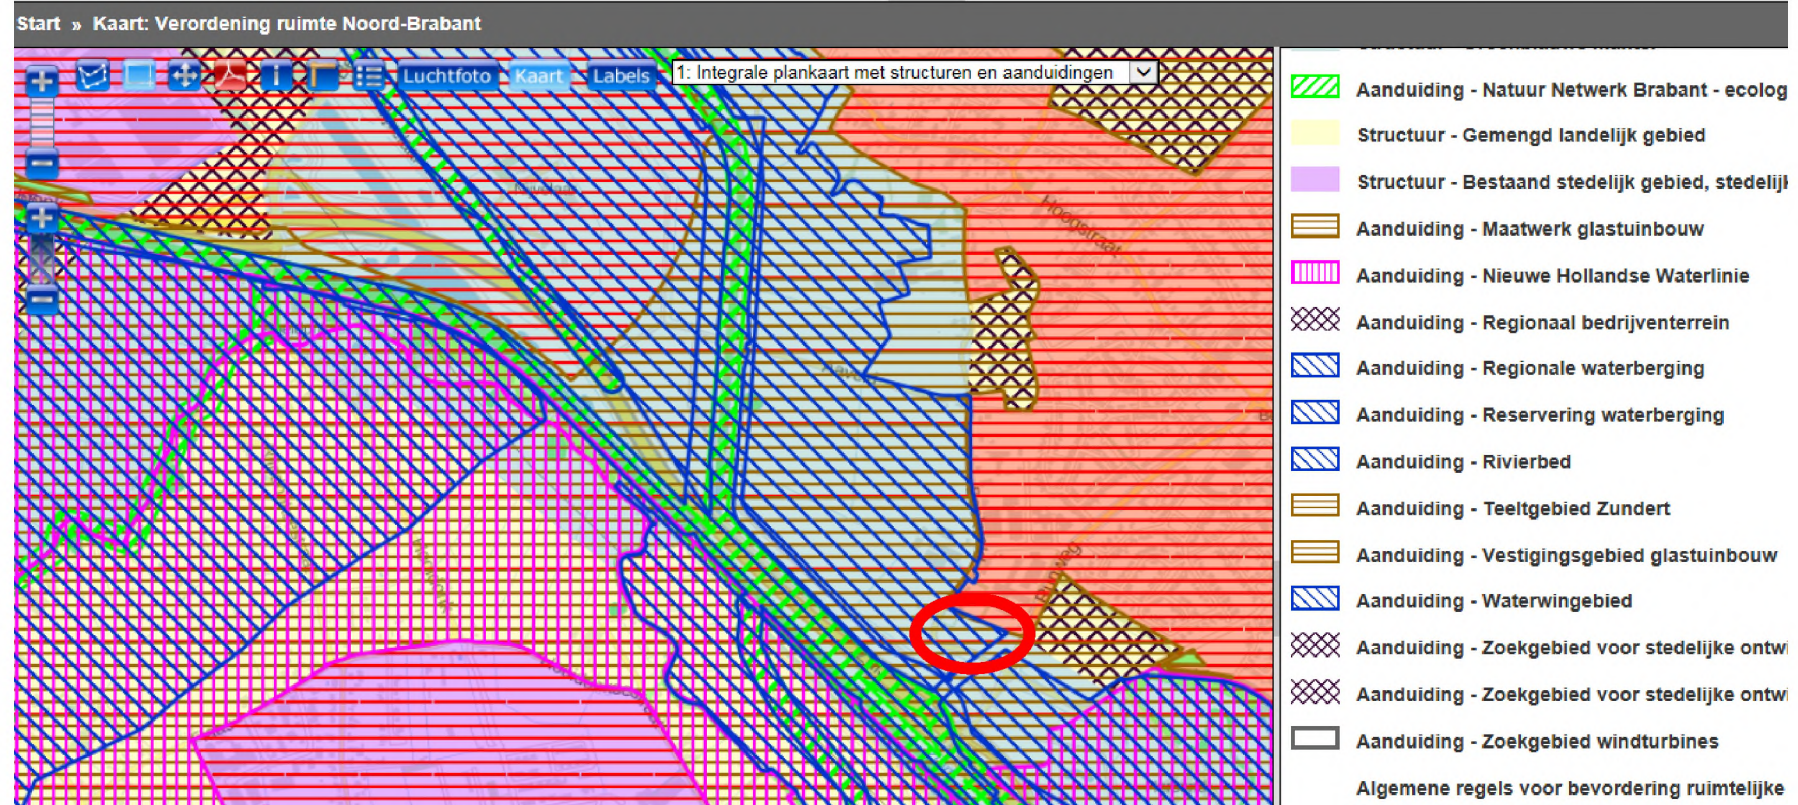 Start » Kaart: Verordening ruimte Noord-Brabant
Luchtfoto
Kaart
Labels
1: Integrale plankaart met structuren en aanduidingen
Aanduiding - Natuur Netwerk Brabant - ecolog
Structuur - Gemengd landelijk gebied
Structuur - Bestaand stedelijk gebied, stedelijk
Aanduiding - Maatwerk glastuinbouw
Aanduiding - Nieuwe Hollandse Waterlinie
Aanduiding - Regionaal bedrijventerrein
Aanduiding - Regionale waterberging
Aanduiding - Reservering waterberging
Aanduiding - Rivierbed
Aanduiding - Teeltgebied Zundert
Aanduiding - Vestigingsgebied glastuinbouw
Aanduiding - Waterwingebied
Aanduiding - Zoekgebied voor stedelijke ontwi
Aanduiding - Zoekgebied voor stedelijke ontwi
Aanduiding - Zoekgebied windturbines
Algemene regels voor bevordering ruimtelijke
Hoogstraat